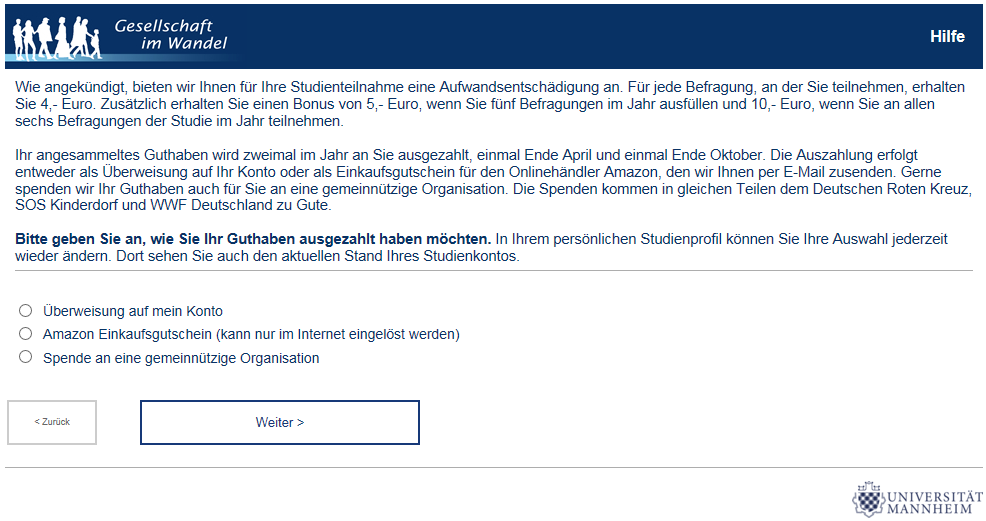 Gesellschaft
im Wandel
Hilfe
Wie angekündigt, bieten wir Ihnen für Ihre Studienteilnahme eine Aufwandsentschädigung an. Für jede Befragung, an der Sie teilnehmen, erhalten
Sie 4,- Euro. Zusätzlich erhalten Sie einen Bonus von 5,- Euro, wenn Sie fünf Befragungen im Jahr ausfüllen und 10,- Euro, wenn Sie an allen
sechs Befragungen der Studie im Jahr teilnehmen.
Ihr angesammeltes Guthaben wird zweimal im Jahr an Sie ausgezahlt, einmal Ende April und einmal Ende Oktober. Die Auszahlung erfolgt
entweder als Überweisung auf Ihr Konto oder als Einkaufsgutschein für den Onlinehändler Amazon, den wir Ihnen per E-Mail zusenden. Gerne
spenden wir Ihr Guthaben auch für Sie an eine gemeinnützige Organisation. Die Spenden kommen in gleichen Teilen dem Deutschen Roten Kreuz,
SOS Kinderdorf und WWF Deutschland zu Gute.
Bitte geben Sie an, wie Sie Ihr Guthaben ausgezahlt haben möchten. In Ihrem persönlichen Studienprofil können Sie Ihre Auswahl jederzeit
wieder ändern. Dort sehen Sie auch den aktuellen Stand Ihres Studienkontos.
Überweisung auf mein Konto
Amazon Einkaufsgutschein (kann nur im Internet eingelöst werden)
Spende an eine gemeinnützige Organisation
< Zurück
Weiter >
UNIVERSITÄT
MANNHEIM